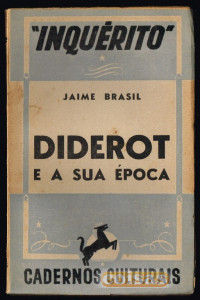 "INQUÉRITO"
JAIME BRASIL
DIDEROT
E A SUA ÉPOCA
CADERNOS CULTURAIS